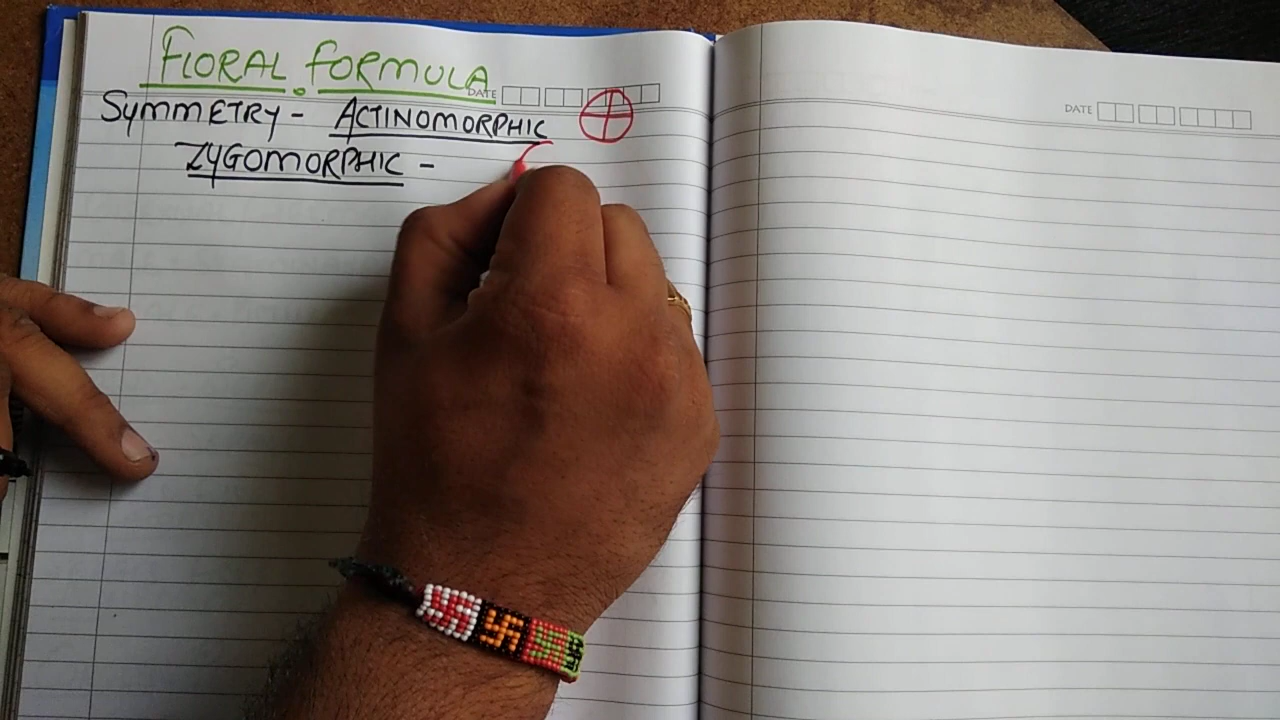 FLORAL FORMULA
DATE
SYMMETRY - ACTINOMORPHIC
ZYGOMORPHIC -
DATE